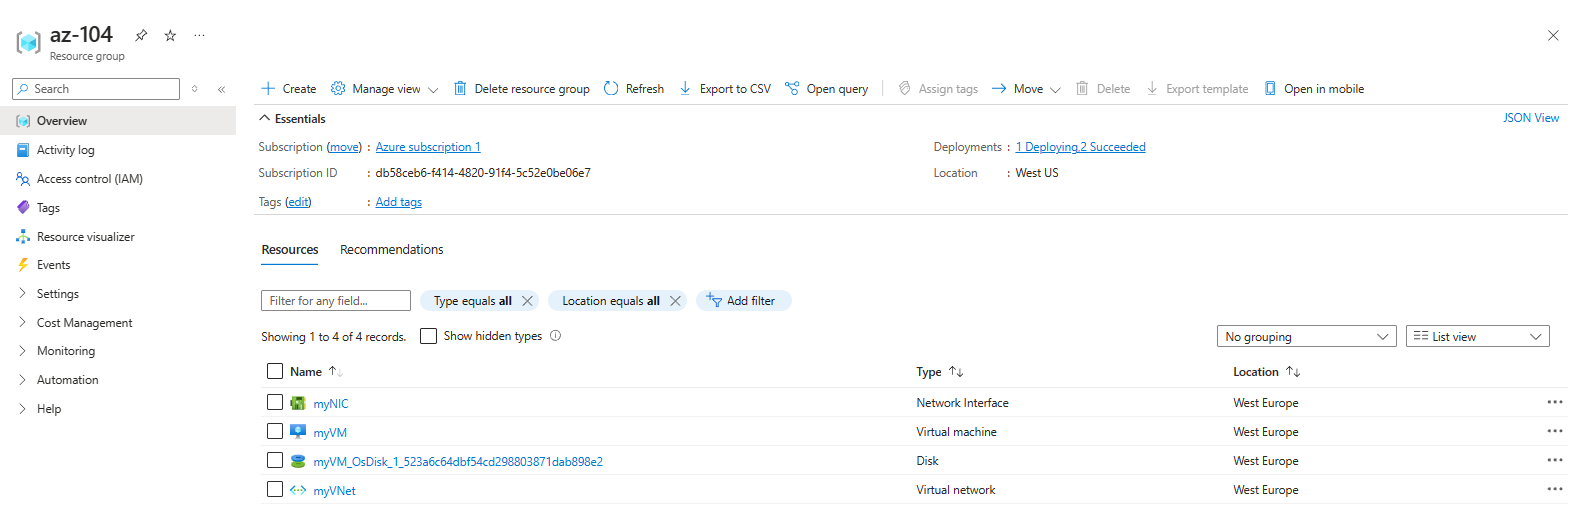 az-104
Resource group
Search
Overview
Activity log
Access control (IAM)
Tags
Resource visualizer
Events
Settings
Cost Management
Monitoring
Automation
Help
Create Manage view Delete resource group Refresh Export to CSV Open query Assign tags Move Delete Export template Open in mobile
Essentials JSON View
Subscription (move) : Azure subscription 1 Deployments : 1 Deploying,2 Succeeded
Subscription ID : db58ceb6-f414-4820-91f4-5c52e0be06e7 Location : West US
Tags (edit) : Add tags
Resources Recommendations
Filter for any field... Type equals all Location equals all Add filter
Showing 1 to 4 of 4 records. Show hidden types No grouping List view
Name Type Location
myNIC Network Interface West Europe
myVM Virtual machine West Europe
myVM_OsDisk_1_523a6c64dbf54cd298803871dab898e2 Disk West Europe
myVNet Virtual network West Europe